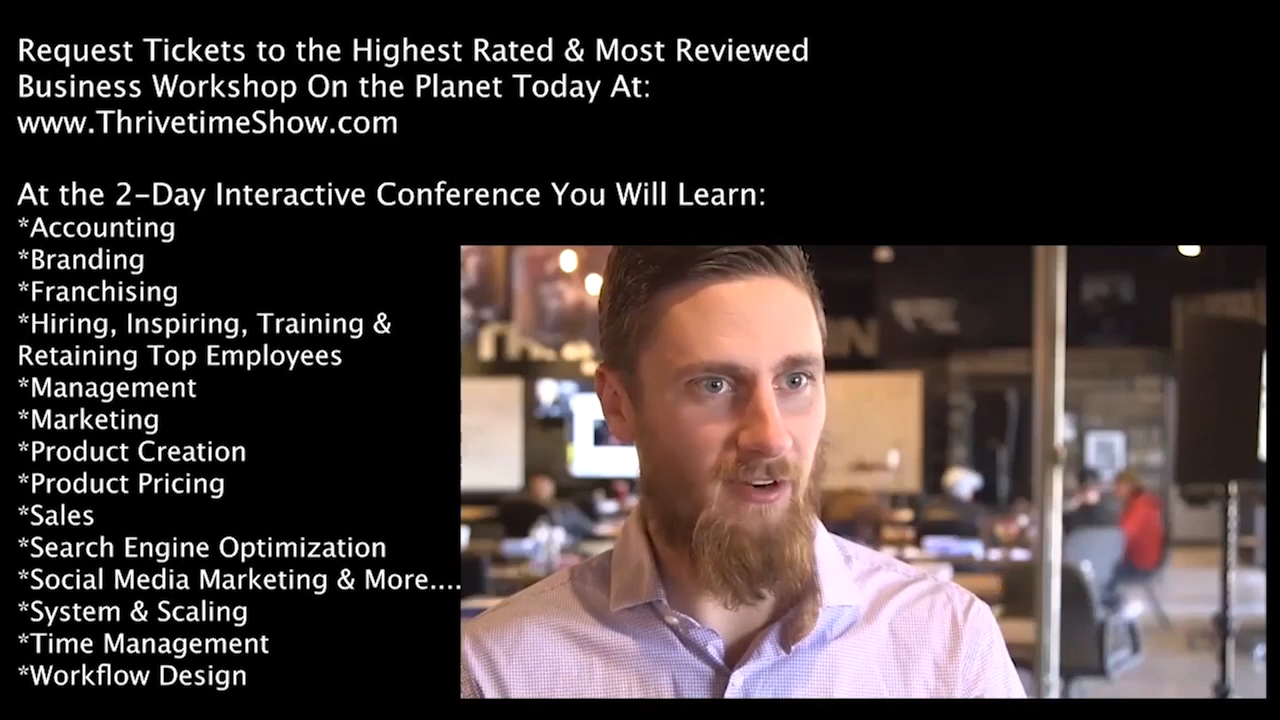 Request Tickets to the Highest Rated & Most Reviewed
Business Workshop On the Planet Today At:
www.ThrivetimeShow.com
At the 2-Day Interactive Conference You Will Learn:
*Accounting
*Branding
*Franchising
*Hiring, Inspiring, Training &
Retaining Top Employees
*Management
*Marketing
*Product Creation
*Product Pricing
*Sales
*Search Engine Optimization
*Social Media Marketing & More....
*System & Scaling
*Time Management
*Workflow Design